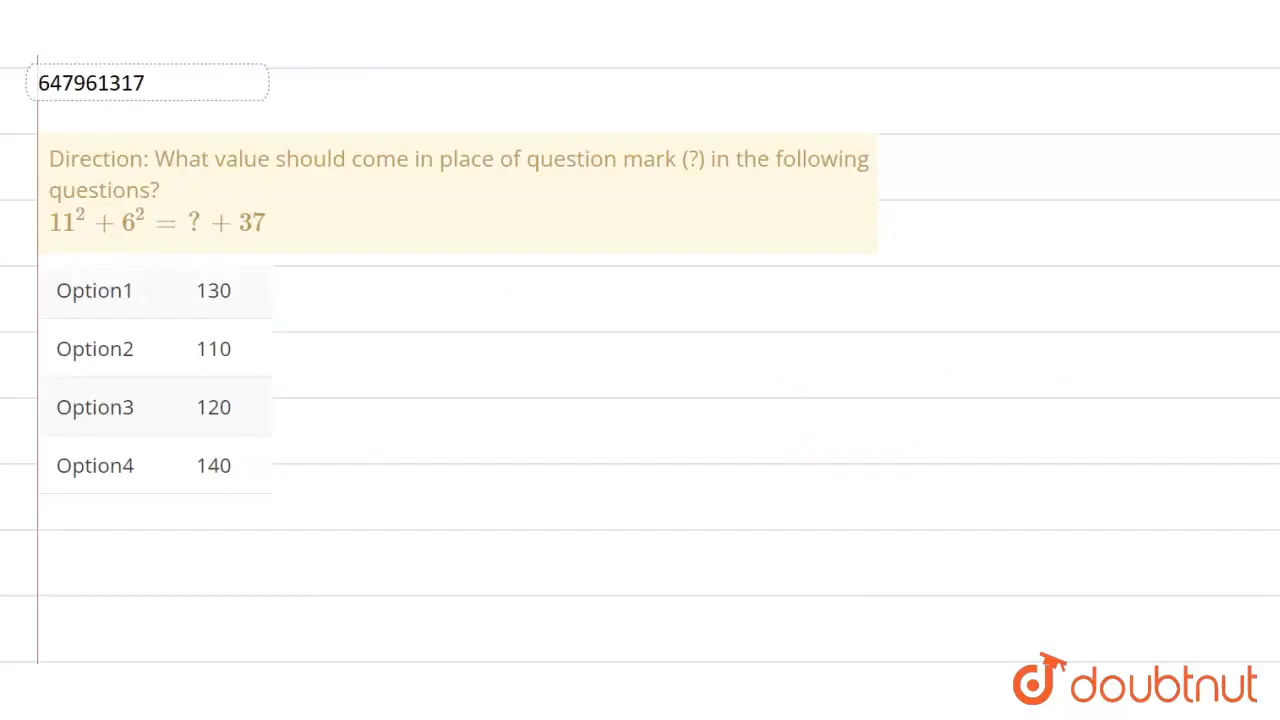 647961317
Direction: What value should come in place of question mark (?) in the following
questions?
11² + 6² = ? + 37
Option1 130
Option2 110
Option3 120
Option4 140
doubtnut